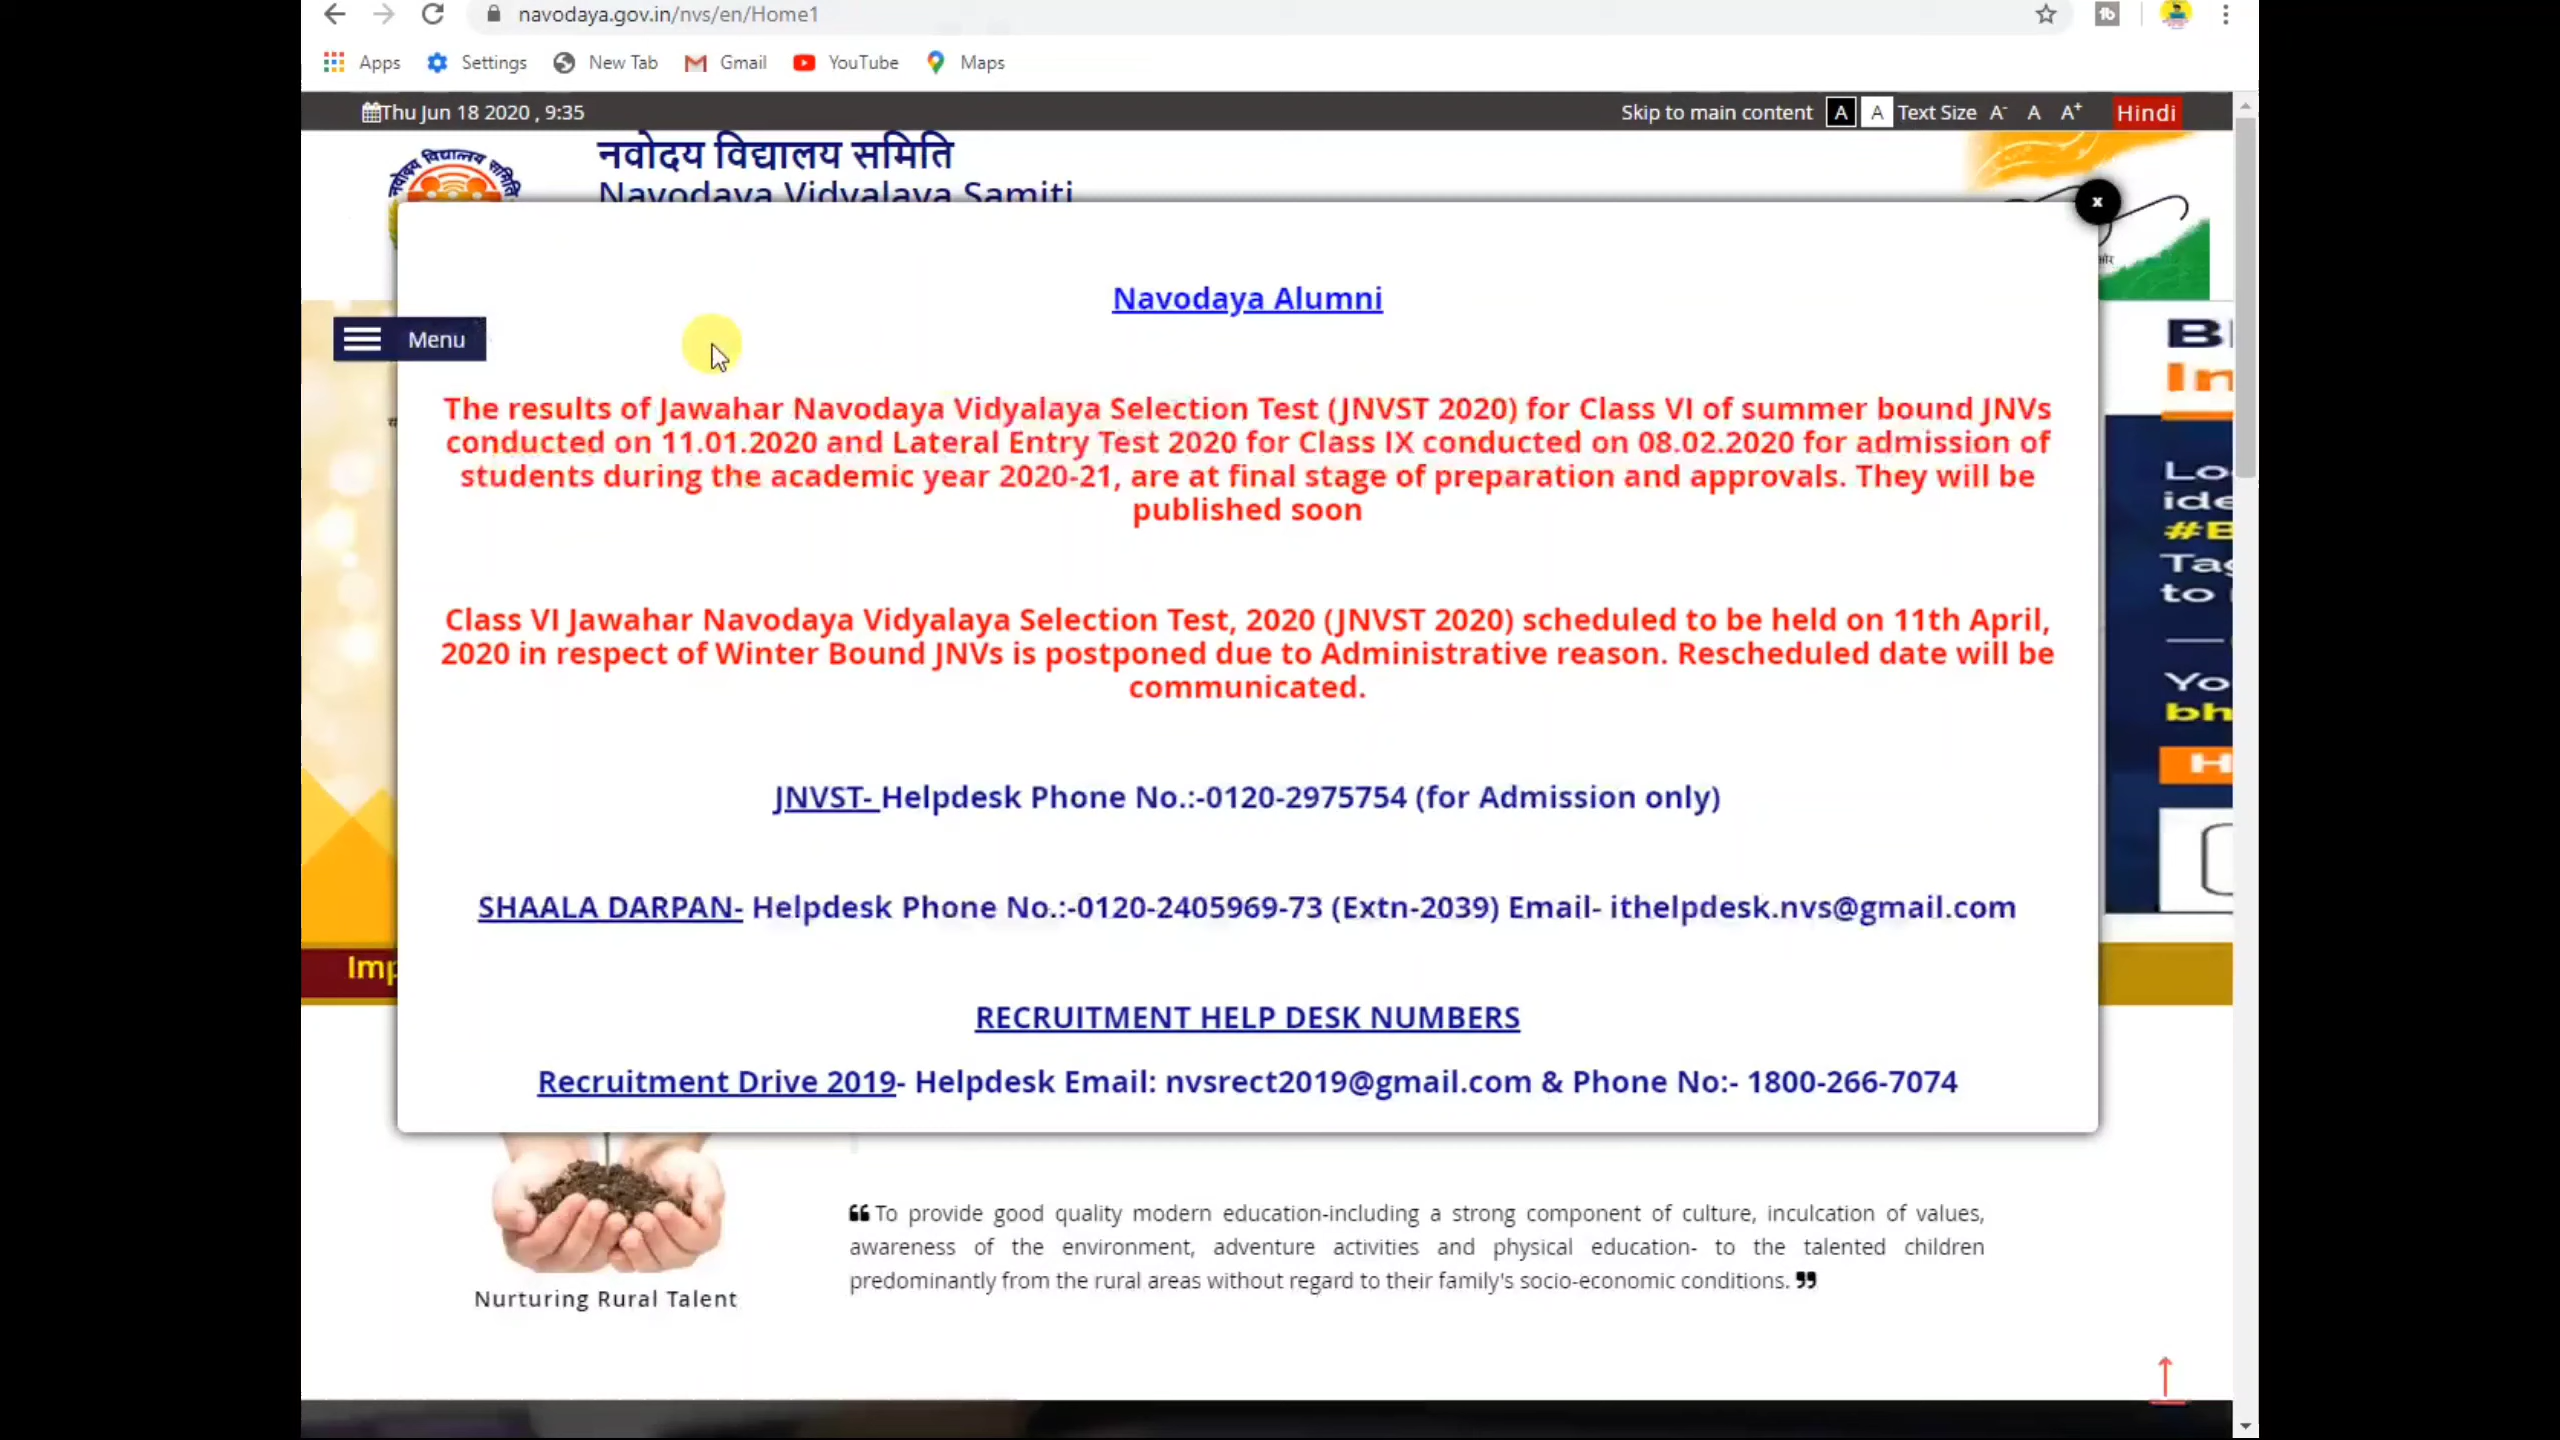 navodaya.gov.in/nvs/en/Home1
Apps Settings New Tab Gmail YouTube Maps
Thu Jun 18 2020 , 9:35 Skip to main content A A Text Size A- A A+ Hindi
नवोदय विद्यालय समिति
Navodaya Vidyalaya Samiti
नवोदय विद्यालय समिति
x
Navodaya Alumni
Menu
The results of Jawahar Navodaya Vidyalaya Selection Test (JNVST 2020) for Class VI of summer bound JNVs
conducted on 11.01.2020 and Lateral Entry Test 2020 for Class IX conducted on 08.02.2020 for admission of
students during the academic year 2020-21, are at final stage of preparation and approvals. They will be
published soon
Class VI Jawahar Navodaya Vidyalaya Selection Test, 2020 (JNVST 2020) scheduled to be held on 11th April,
2020 in respect of Winter Bound JNVs is postponed due to Administrative reason. Rescheduled date will be
communicated.
JNVST- Helpdesk Phone No.:-0120-2975754 (for Admission only)
SHAALA DARPAN- Helpdesk Phone No.:-0120-2405969-73 (Extn-2039) Email- ithelpdesk.nvs@gmail.com
RECRUITMENT HELP DESK NUMBERS
Recruitment Drive 2019- Helpdesk Email: nvsrect2019@gmail.com & Phone No:- 1800-266-7074
❝ To provide good quality modern education-including a strong component of culture, inculcation of values,
awareness of the environment, adventure activities and physical education- to the talented children
predominantly from the rural areas without regard to their family's socio-economic conditions. ❞
Nurturing Rural Talent